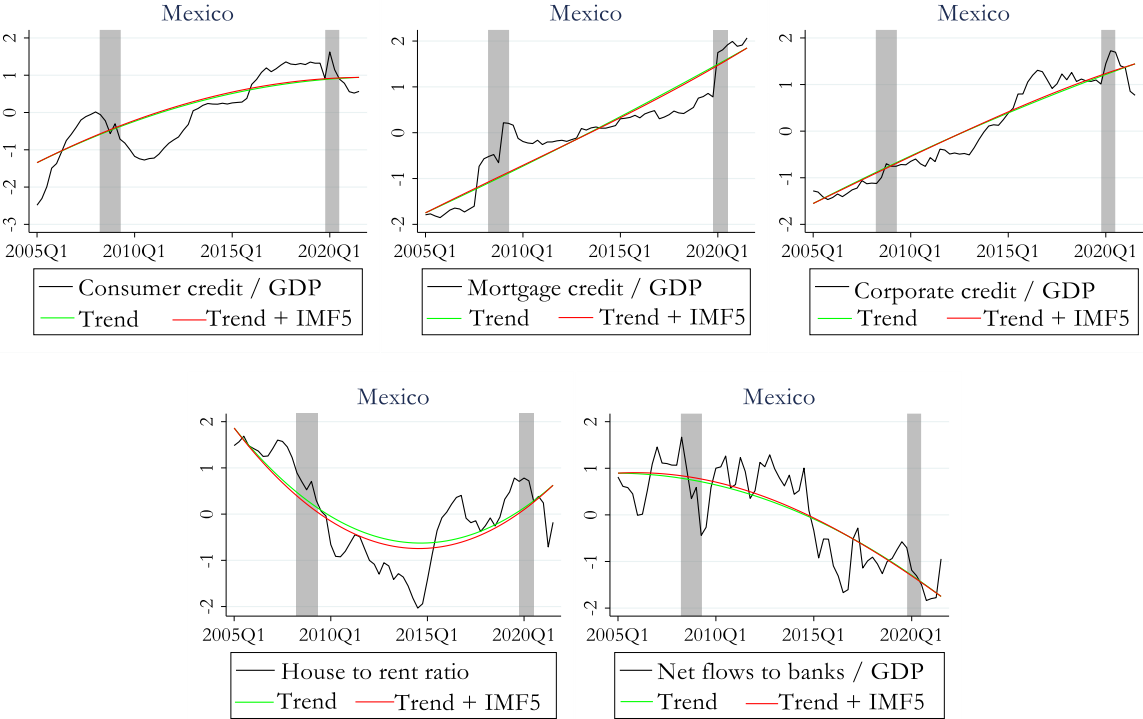 Mexico
2
1
0
-1
-2
-3
2005Q1 2010Q1 2015Q1 2020Q1
Consumer credit / GDP
Trend Trend + IMF5
Mexico
2
1
0
-1
-2
2005Q1 2010Q1 2015Q1 2020Q1
Mortgage credit / GDP
Trend Trend + IMF5
Mexico
2
1
0
-1
-2
2005Q1 2010Q1 2015Q1 2020Q1
Corporate credit / GDP
Trend Trend + IMF5
Mexico
2
1
0
-1
-2
2005Q1 2010Q1 2015Q1 2020Q1
House to rent ratio
Trend Trend + IMF5
Mexico
2
1
0
-1
-2
2005Q1 2010Q1 2015Q1 2020Q1
Net flows to banks / GDP
Trend Trend + IMF5